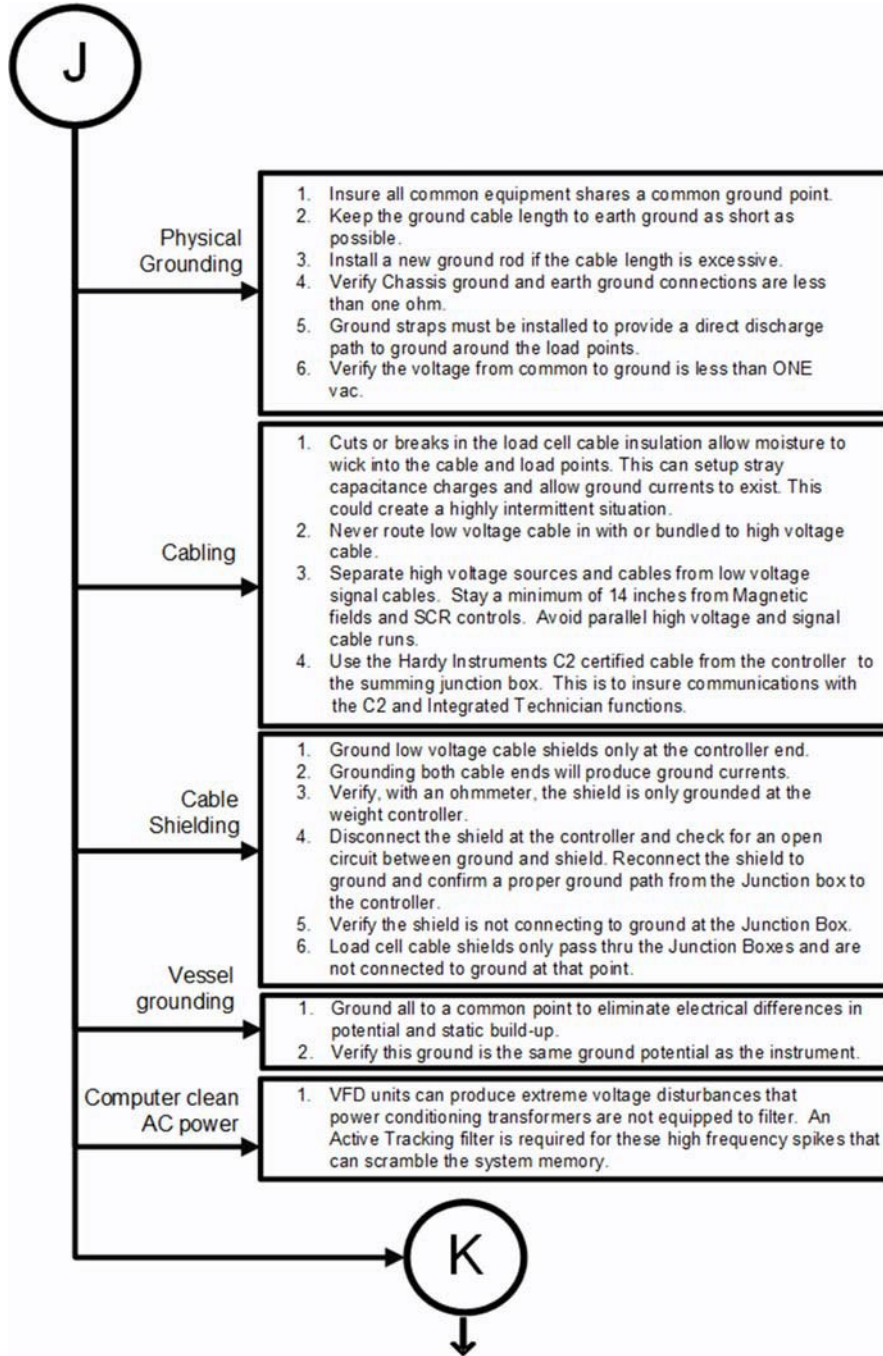 J
Physical
Grounding
1. Insure all common equipment shares a common ground point.
2. Keep the ground cable length to earth ground as short as
possible.
3. Install a new ground rod if the cable length is excessive.
4. Verify Chassis ground and earth ground connections are less
than one ohm.
5. Ground straps must be installed to provide a direct discharge
path to ground around the load points.
6. Verify the voltage from common to ground is less than ONE
vac.
Cabling
1. Cuts or breaks in the load cell cable insulation allow moisture to
wick into the cable and load points. This can setup stray
capacitance charges and allow ground currents to exist. This
could create a highly intermittent situation.
2. Never route low voltage cable in with or bundled to high voltage
cable.
3. Separate high voltage sources and cables from low voltage
signal cables. Stay a minimum of 14 inches from Magnetic
fields and SCR controls. Avoid parallel high voltage and signal
cable runs.
4. Use the Hardy Instruments C2 certified cable from the controller to
the summing junction box. This is to insure communications with
the C2 and Integrated Technician functions.
Cable
Shielding
1. Ground low voltage cable shields only at the controller end.
2. Grounding both cable ends will produce ground currents.
3. Verify, with an ohmmeter, the shield is only grounded at the
weight controller.
4. Disconnect the shield at the controller and check for an open
circuit between ground and shield. Reconnect the shield to
ground and confirm a proper ground path from the Junction box to
the controller.
5. Verify the shield is not connecting to ground at the Junction Box.
6. Load cell cable shields only pass thru the Junction Boxes and are
not connected to ground at that point.
Vessel
grounding
1. Ground all to a common point to eliminate electrical differences in
potential and static build-up.
2. Verify this ground is the same ground potential as the instrument.
Computer clean
AC power
1. VFD units can produce extreme voltage disturbances that
power conditioning transformers are not equipped to filter. An
Active Tracking filter is required for these high frequency spikes that
can scramble the system memory.
K